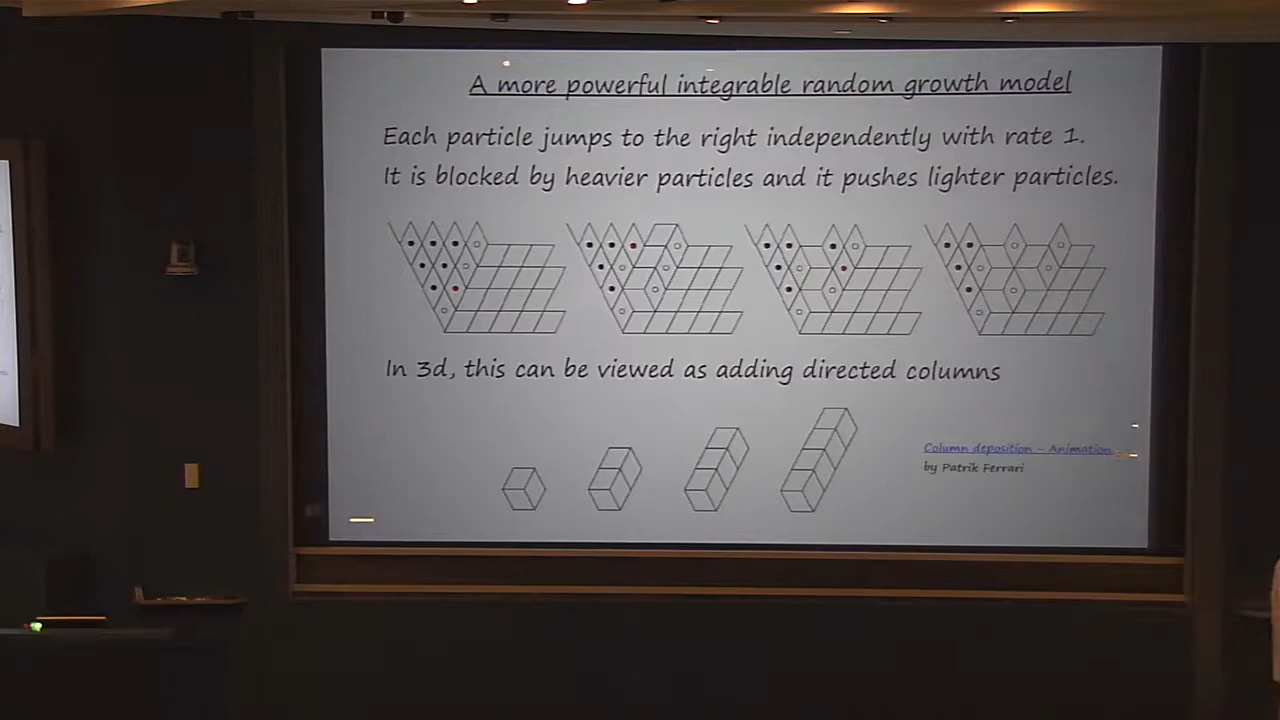 A more powerful integrable random growth model
Each particle jumps to the right independently with rate 1.
It is blocked by heavier particles and it pushes lighter particles.
In 3d, this can be viewed as adding directed columns
Column deposition – Animation
by Patrik Ferrari